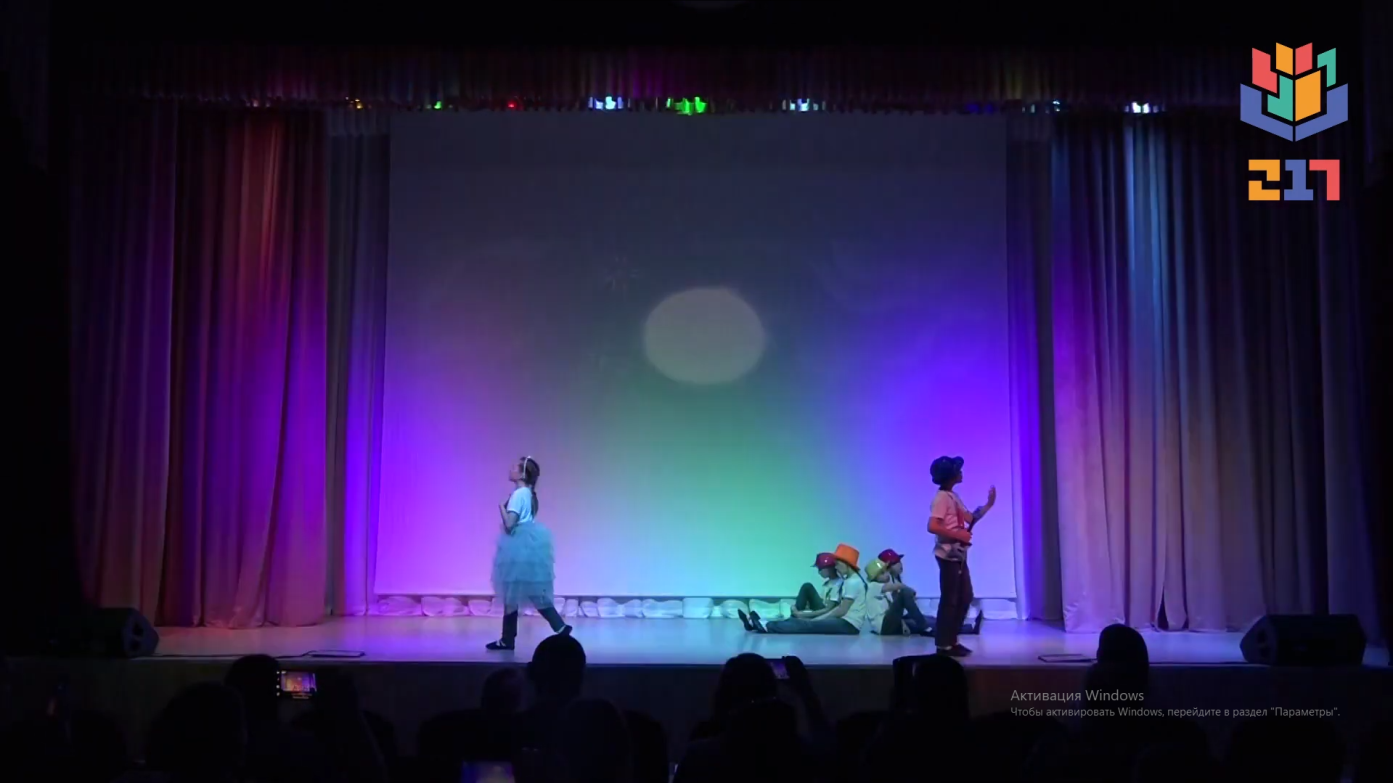 217
Активация Windows
Чтобы активировать Windows, перейдите в раздел "Параметры".